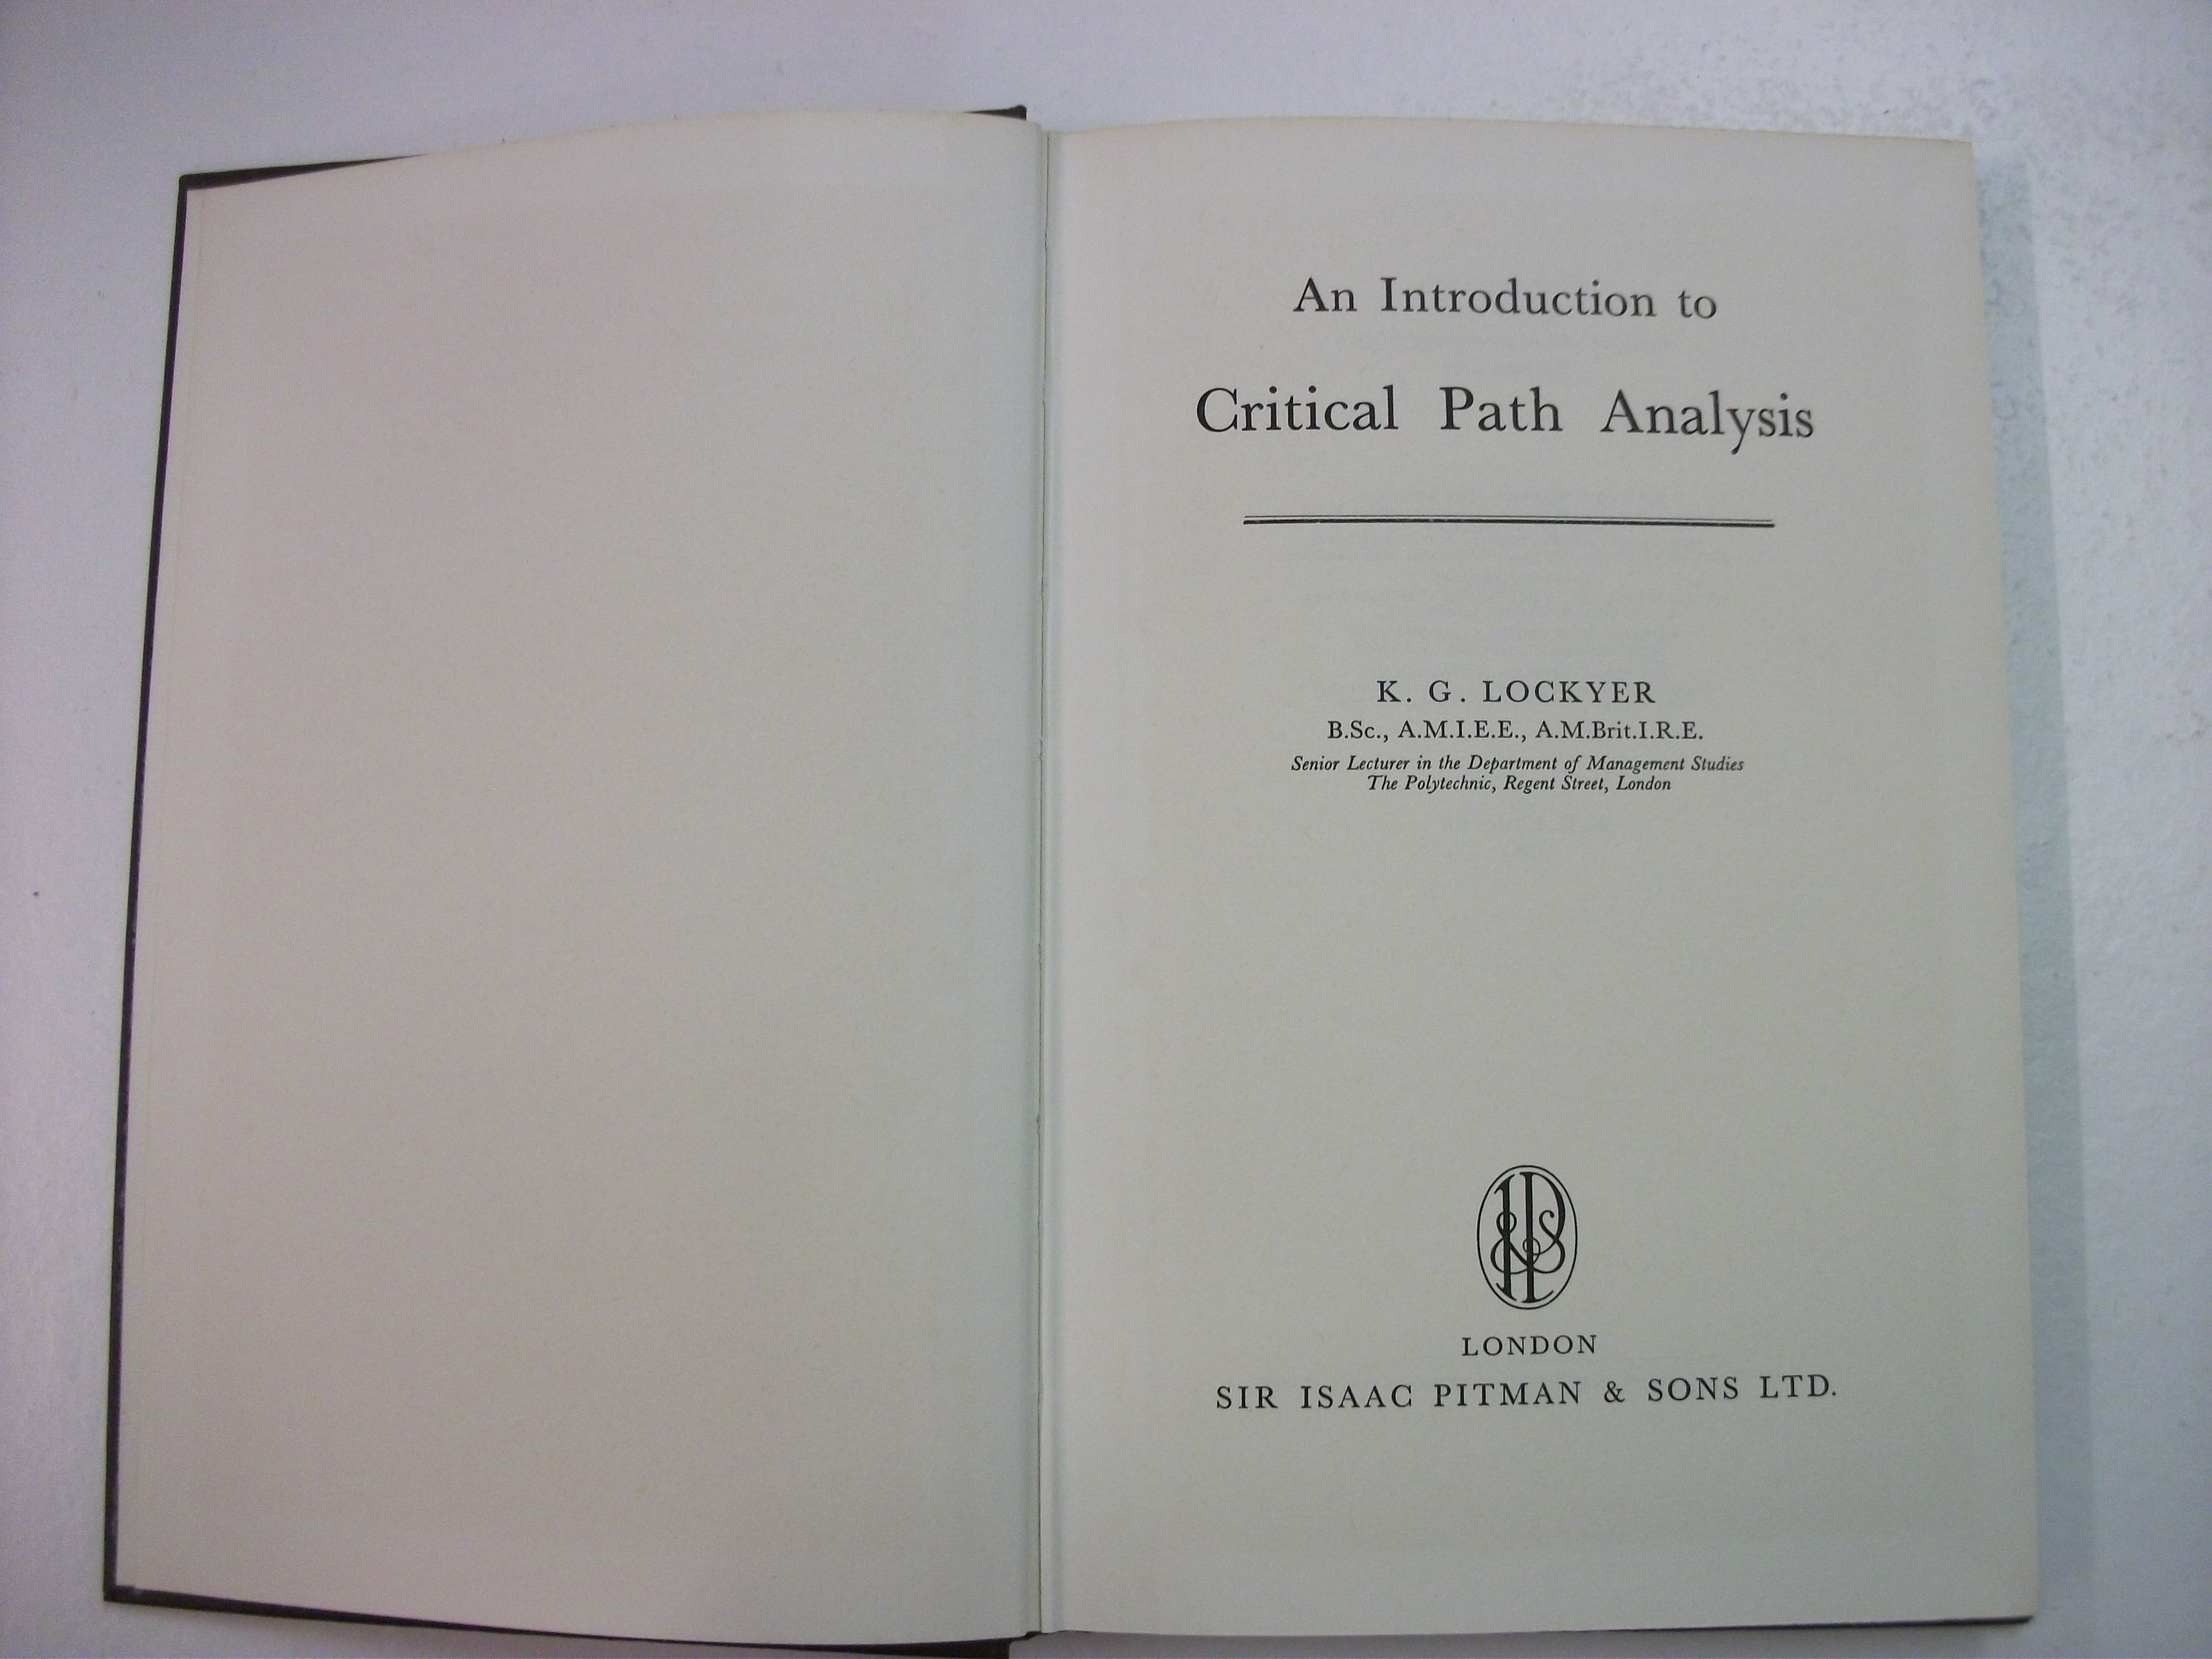 An Introduction to
Critical Path Analysis
K. G. LOCKYER
B.Sc., A.M.I.E.E., A.M.Brit.I.R.E.
Senior Lecturer in the Department of Management Studies
The Polytechnic, Regent Street, London
LONDON
SIR ISAAC PITMAN & SONS LTD.